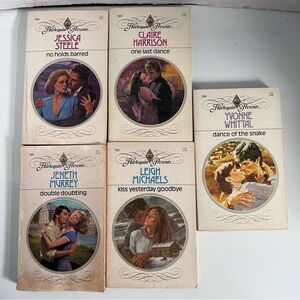 Harlequin Presents
JESSICA
STEELE
no holds barred
Harlequin Presents
CLAIRE
HARRISON
one last dance
Harlequin Presents
YVONNE
WHITTAL
dance of the snake
Harlequin Presents
JENETH
MURREY
double doubting
Harlequin Presents
LEIGH
MICHAELS
kiss yesterday goodbye